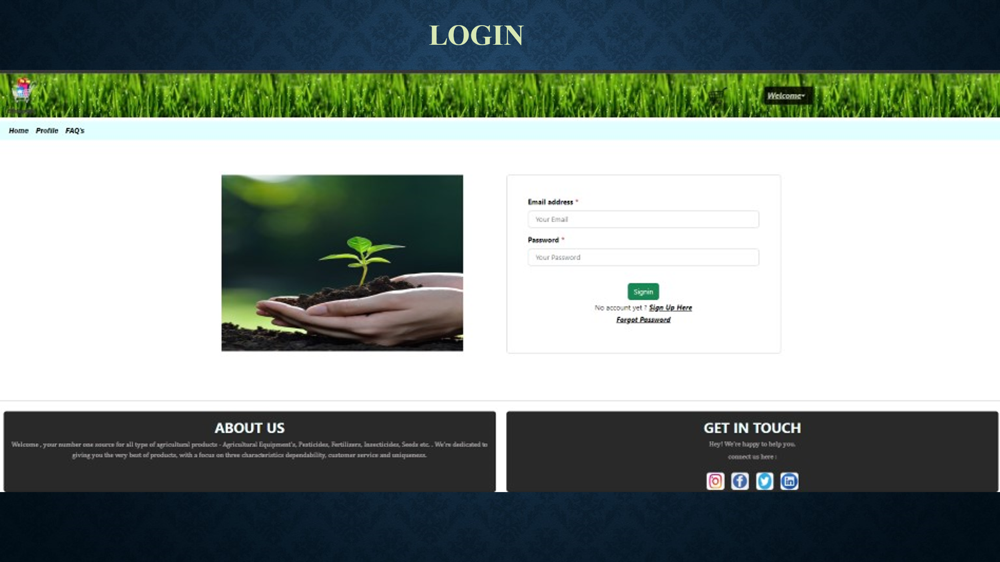 LOGIN
Welcome
Home Profile FAQ's
Email address *
Your Email
Password *
Your Password
Signin
No account yet ? Sign Up Here
Forgot Password
ABOUT US
Welcome , your number one source for all type of agricultural products - Agricultural Equipment's, Pesticides, Fertilizers, Insecticides, Seeds etc. . We're dedicated to
giving you the very best of products, with a focus on three characteristics dependability, customer service and uniqueness.
GET IN TOUCH
Hey! We're happy to help you.
connect us here :